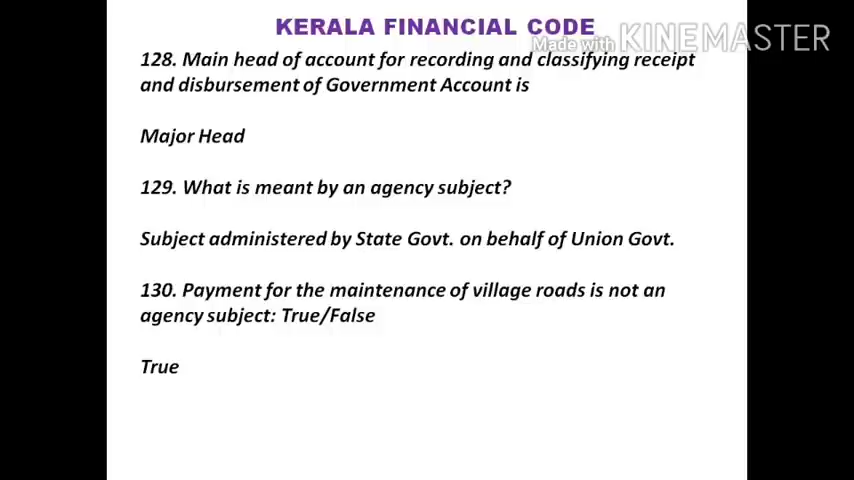 KERALA FINANCIAL CODE
Made with KINEMASTER
128. Main head of account for recording and classifying receipt
and disbursement of Government Account is
Major Head
129. What is meant by an agency subject?
Subject administered by State Govt. on behalf of Union Govt.
130. Payment for the maintenance of village roads is not an
agency subject: True/False
True